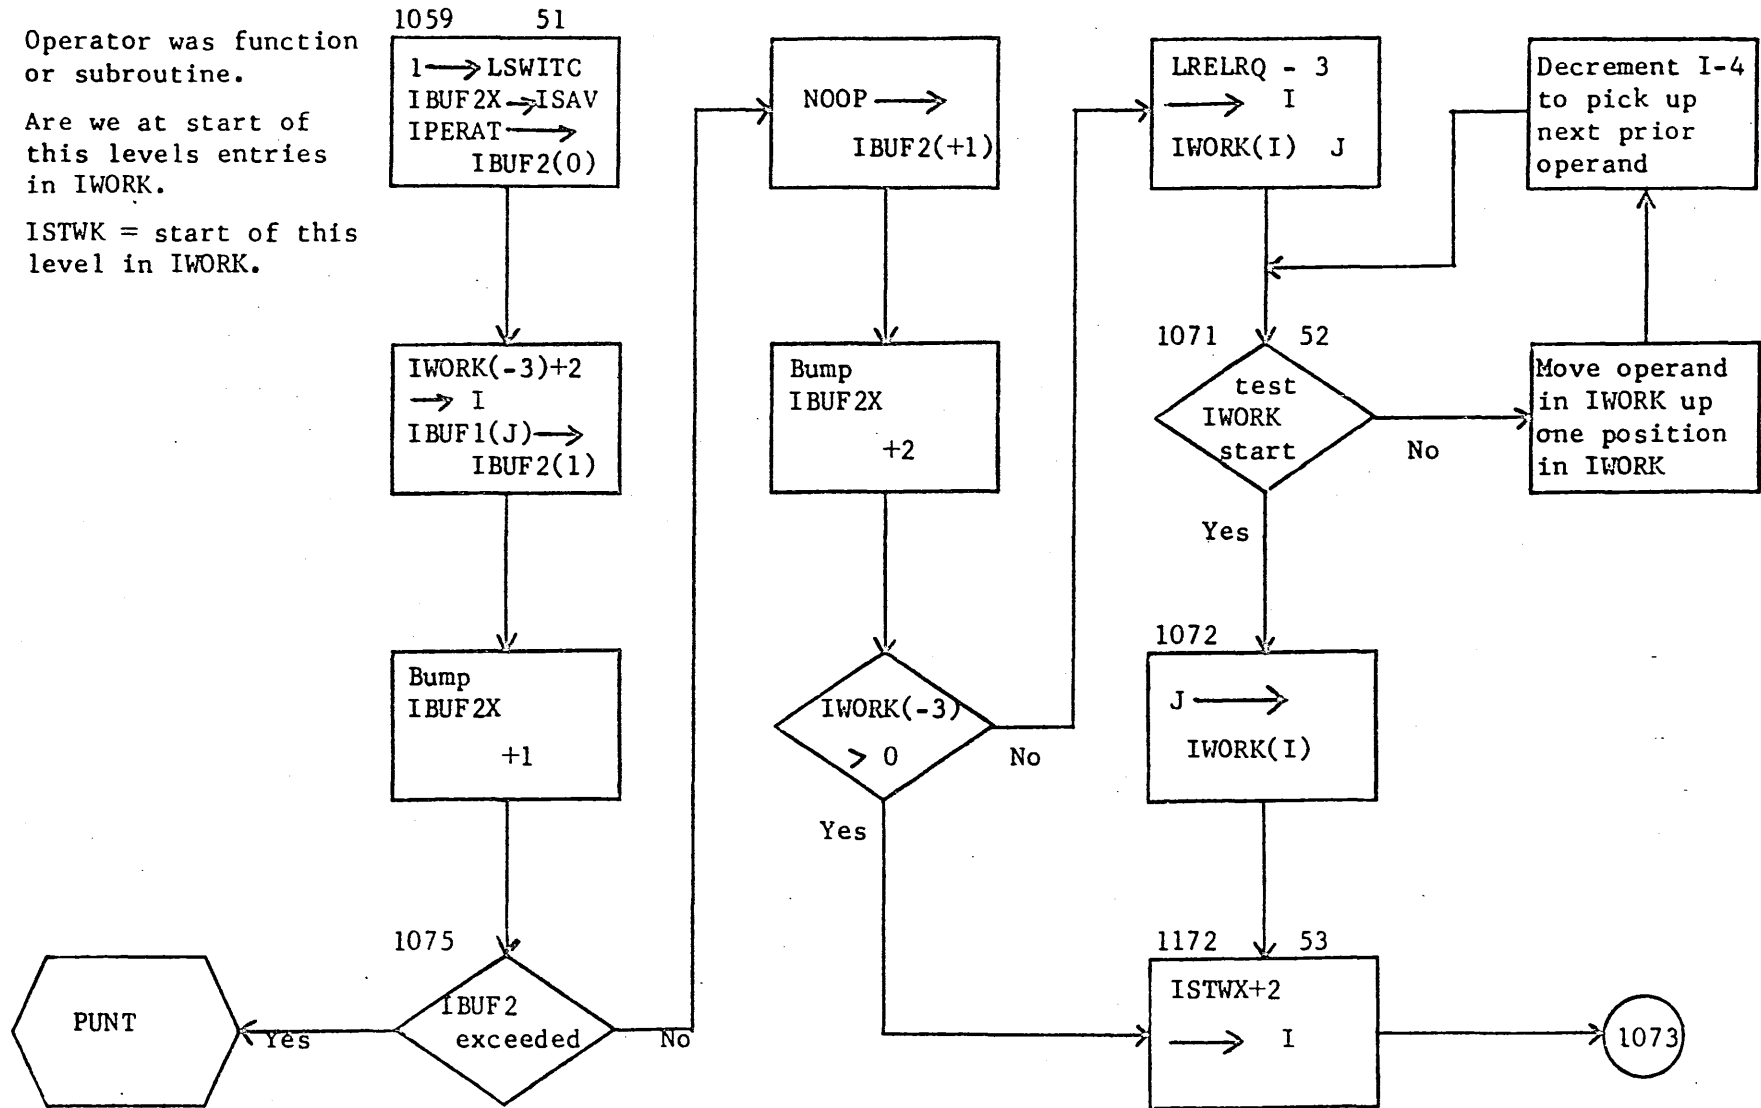 Operator was function
or subroutine.
Are we at start of
this levels entries
in IWORK.
ISTWK = start of this
level in IWORK.
1059 51
1 → LSWITC
IBUF2X → ISAV
IPERAT →
IBUF2(0)
IWORK(-3)+2
→ I
IBUF1(J) →
IBUF2(1)
Bump
IBUF2X
+1
1075
IBUF2
exceeded
Yes
No
PUNT
NOOP →
IBUF2(+1)
Bump
IBUF2X
+2
IWORK(-3)
> 0
No
Yes
LRELRQ - 3
→ I
IWORK(I) J
1071 52
test
IWORK
start
No
Yes
Move operand
in IWORK up
one position
in IWORK
Decrement I-4
to pick up
next prior
operand
1072
J →
IWORK(I)
1172 53
ISTWX+2
→ I
1073